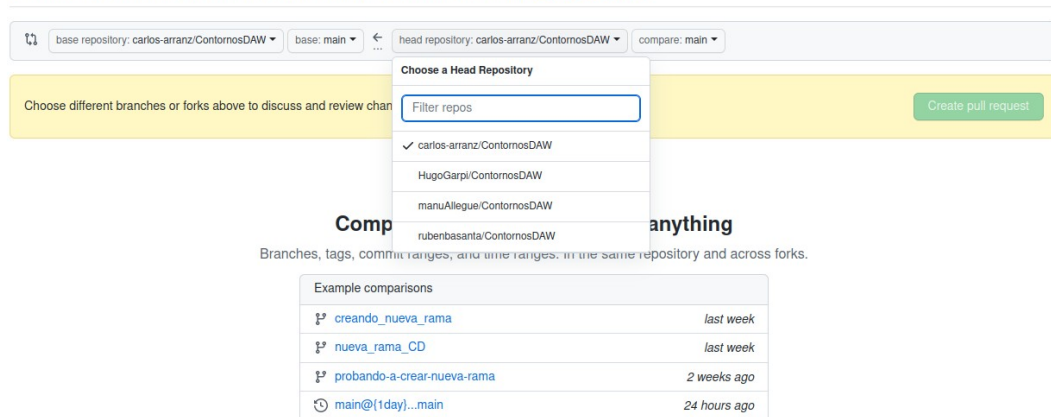 base repository: carlos-arranz/ContornosDAW base: main ... head repository: carlos-arranz/ContornosDAW compare: main
Choose a Head Repository
Filter repos
Choose different branches or forks above to discuss and review chan
Create pull request
carlos-arranz/ContornosDAW
HugoGarpi/ContornosDAW
manuAllegue/ContornosDAW
rubenbasanta/ContornosDAW
Comp anything
Branches, tags, commit ranges, and time ranges. In the same repository and across forks.
Example comparisons
creando_nueva_rama last week
nueva_rama_CD last week
probando-a-crear-nueva-rama 2 weeks ago
main@{1day}...main 24 hours ago